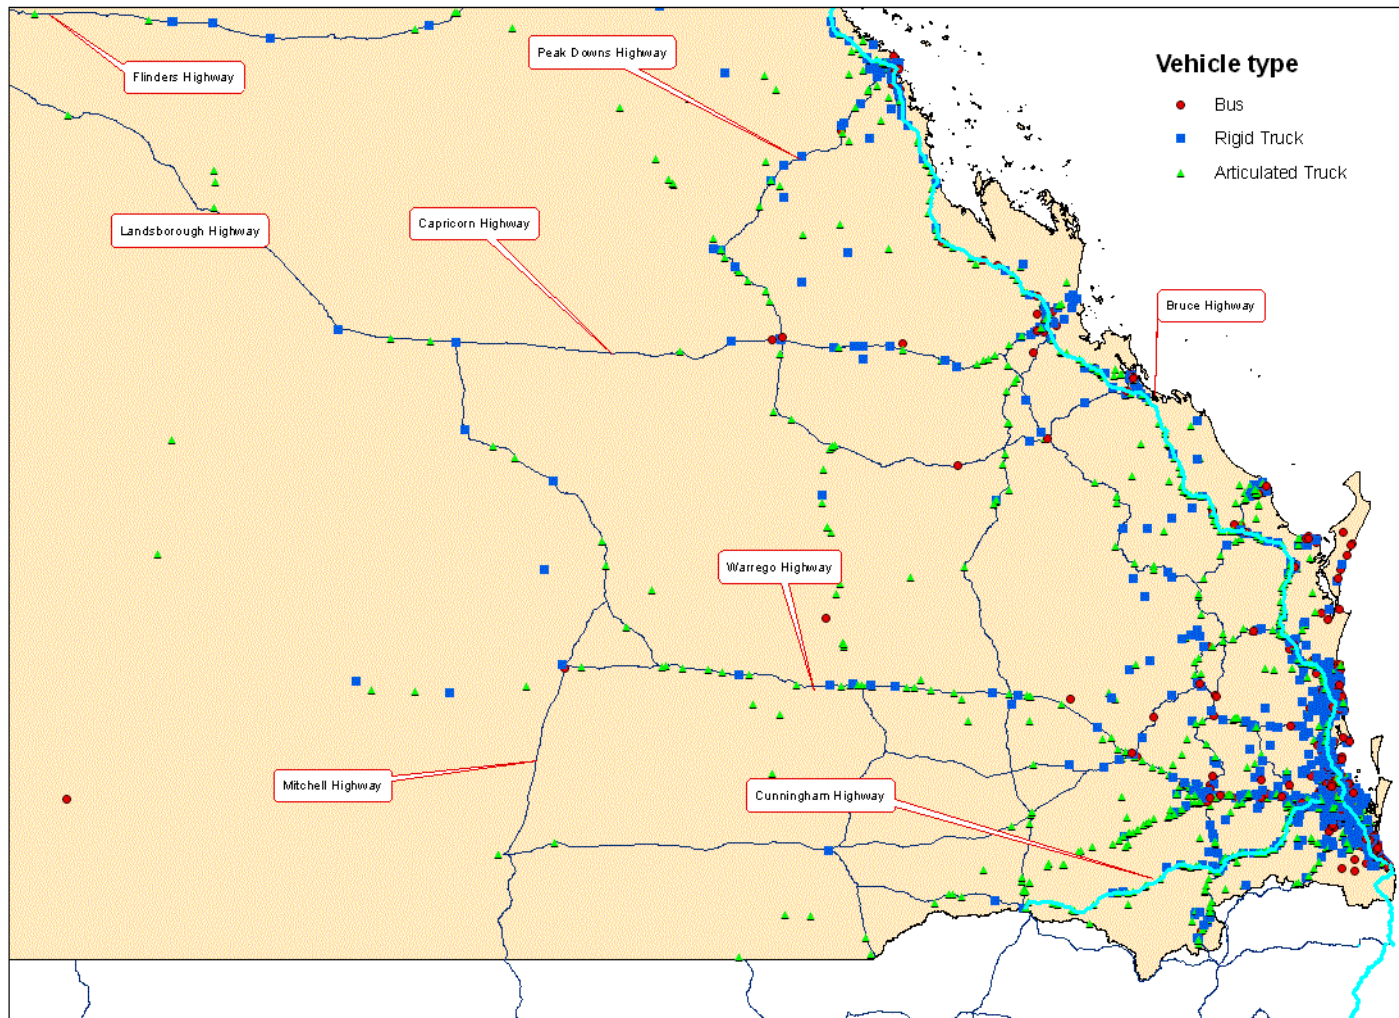 Vehicle type
Bus
Rigid Truck
Articulated Truck
Peak Downs Highway
Flinders Highway
Landsborough Highway
Capricorn Highway
Bruce Highway
Warrego Highway
Mitchell Highway
Cunningham Highway